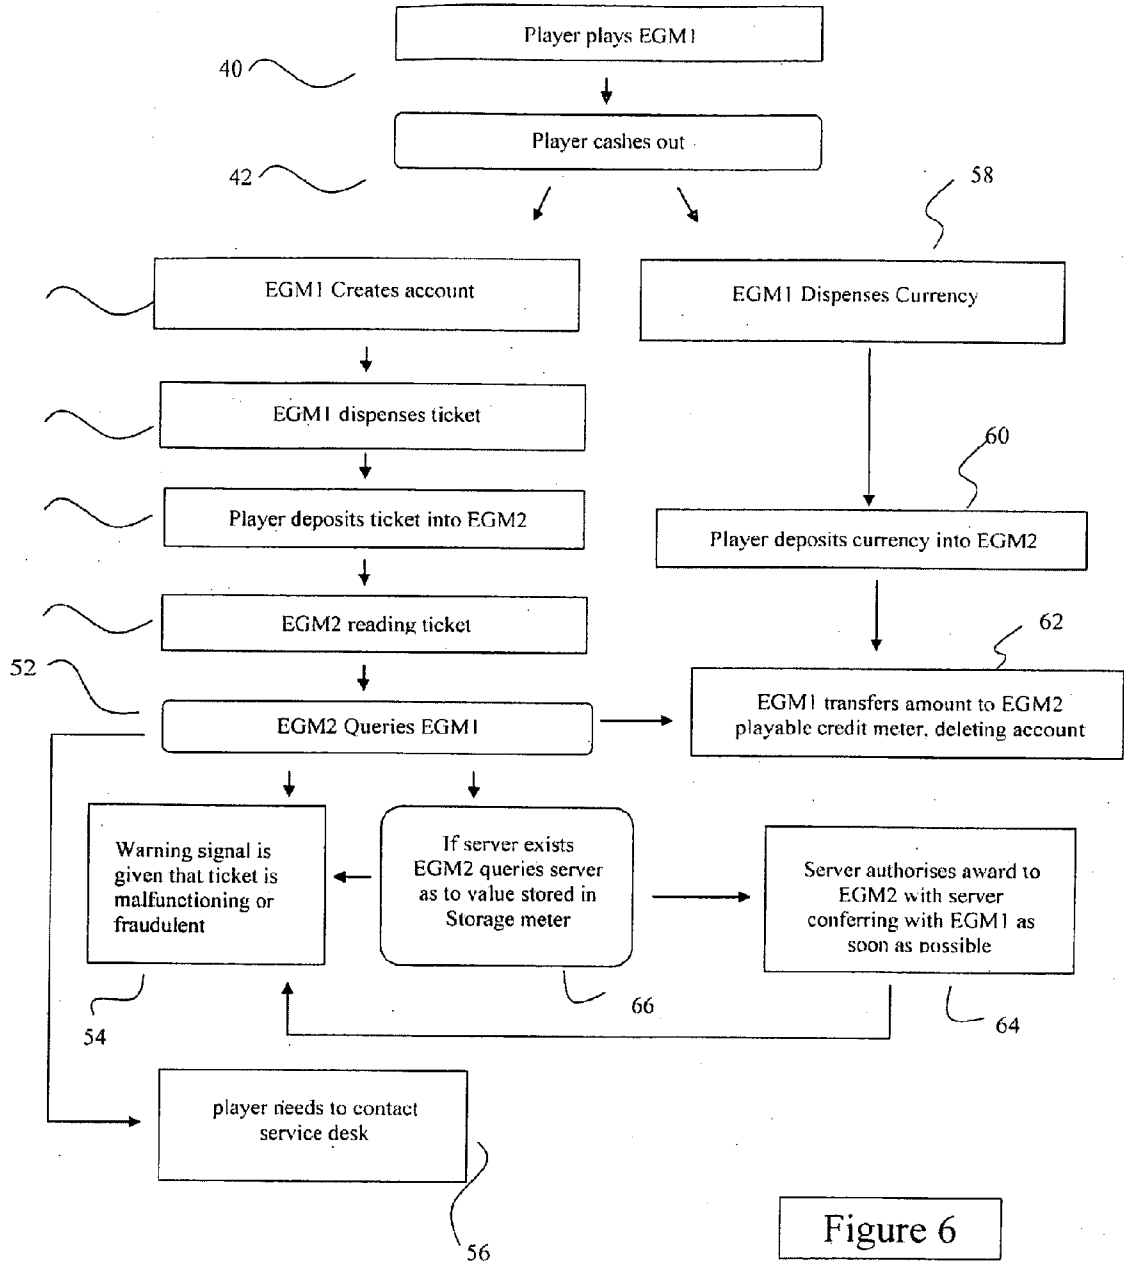 Player plays EGM1
40
Player cashes out
42
58
EGM1 Creates account
EGM1 Dispenses Currency
EGM1 dispenses ticket
60
Player deposits ticket into EGM2
Player deposits currency into EGM2
EGM2 reading ticket
62
52
EGM2 Queries EGM1
EGM1 transfers amount to EGM2
playable credit meter, deleting account
Warning signal is
given that ticket is
malfunctioning or
fraudulent
If server exists
EGM2 queries server
as to value stored in
Storage meter
Server authorises award to
EGM2 with server
conferring with EGM1 as
soon as possible
54
66
64
player needs to contact
service desk
56
Figure 6